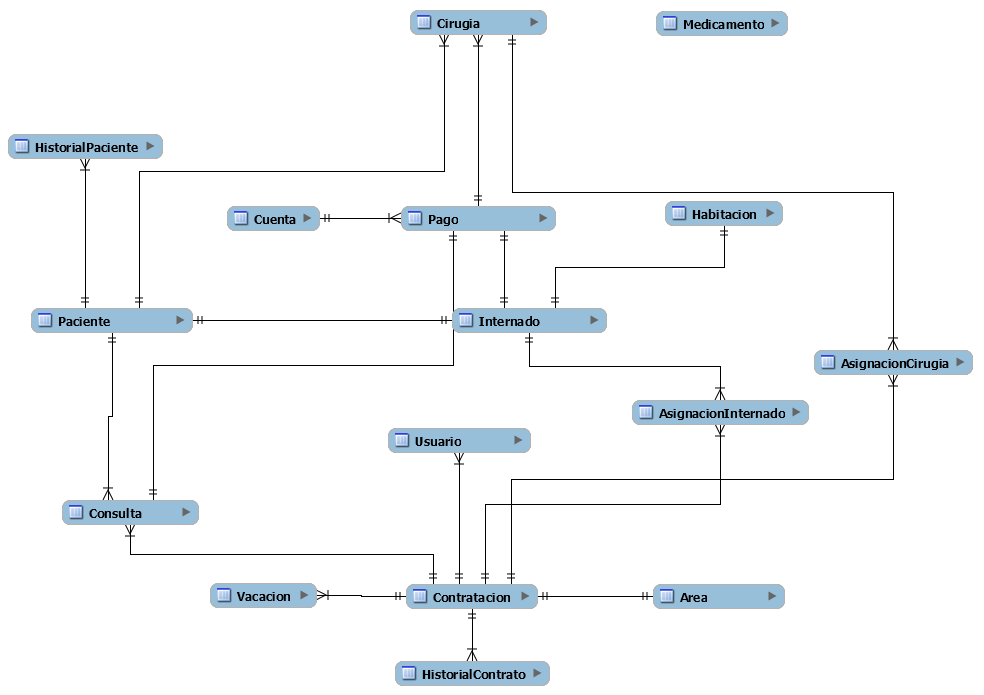 Cirugia
Medicamento
HistorialPaciente
Cuenta
Pago
Habitacion
Paciente
Internado
AsignacionCirugia
AsignacionInternado
Usuario
Consulta
Vacacion
Contratacion
Area
HistorialContrato